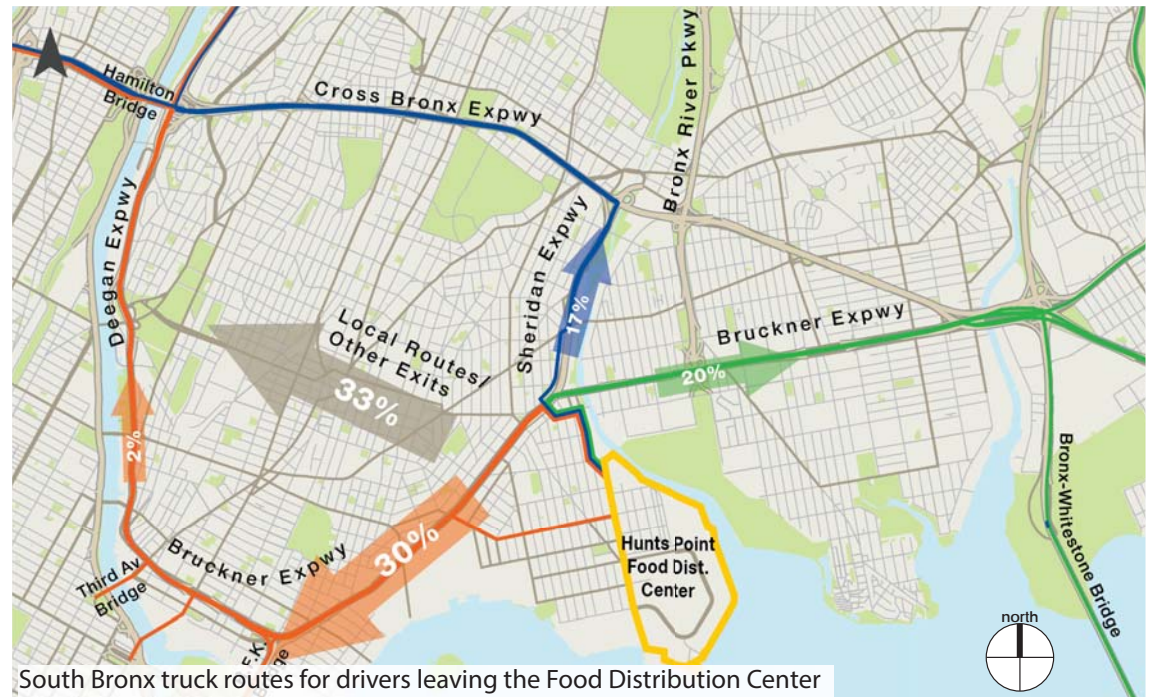 Hamilton
Bridge
Cross Bronx Expwy
Bronx River Pkwy
Deegan Expwy
Sheridan Expwy
17%
Local Routes/
Other Exits
33%
Bruckner Expwy
20%
2%
30%
Bruckner Expwy
Third Av
Bridge
Hunts Point
Food Dist.
Center
Bronx-Whitestone Bridge
north
South Bronx truck routes for drivers leaving the Food Distribution Center